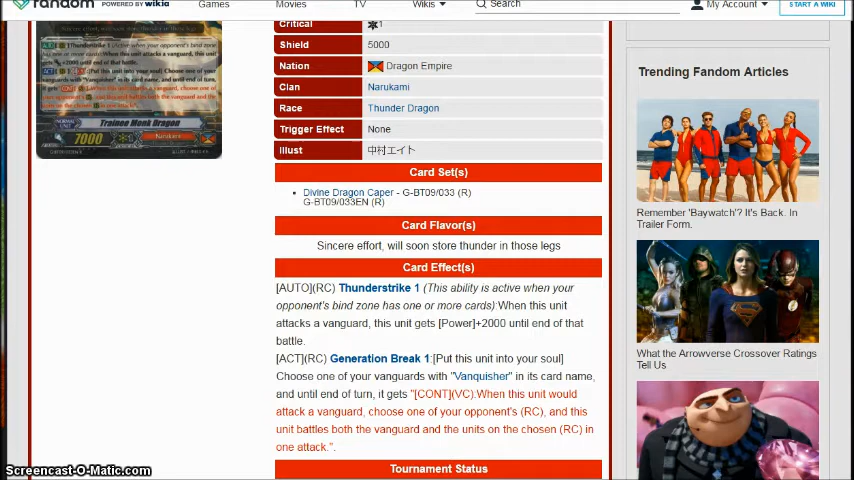 fandom POWERED BY wikia Games Movies TV Wikis Search My Account START A WIKI
Critical 1
Shield 5000
Nation Dragon Empire
Clan Narukami
Race Thunder Dragon
Trigger Effect None
Illust 中村エイト
Card Set(s)
• Divine Dragon Caper - G-BT09/033 (R)
G-BT09/033EN (R)
Card Flavor(s)
Sincere effort, will soon store thunder in those legs
Card Effect(s)
[AUTO](RC) Thunderstrike 1 (This ability is active when your
opponent's bind zone has one or more cards):When this unit
attacks a vanguard, this unit gets [Power]+2000 until end of that
battle.
[ACT](RC) Generation Break 1:[Put this unit into your soul]
Choose one of your vanguards with "Vanquisher" in its card name,
and until end of turn, it gets "[CONT](VC):When this unit would
attack a vanguard, choose one of your opponent's (RC), and this
unit battles both the vanguard and the units on the chosen (RC) in
one attack.".
Tournament Status
Trainee Monk Dragon
7000
Narukami
Trending Fandom Articles
Remember 'Baywatch'? It's Back. In
Trailer Form.
What the Arrowverse Crossover Ratings
Tell Us
Screencast-O-Matic.com